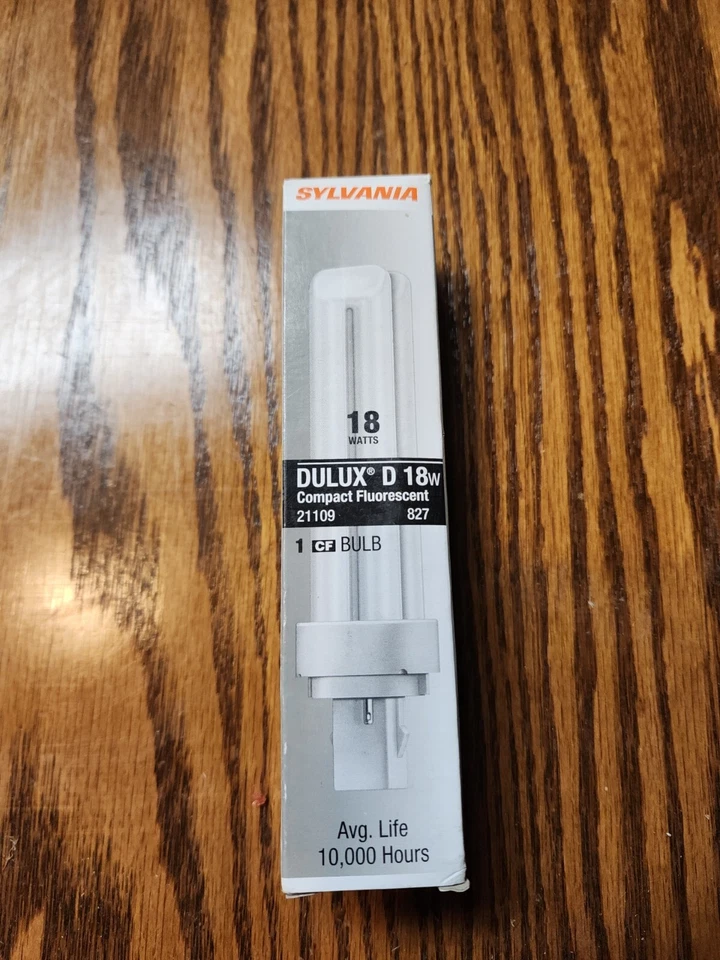 SYLVANIA
18
WATTS
DULUX® D 18W
Compact Fluorescent
21109 827
1 CF BULB
Avg. Life
10,000 Hours